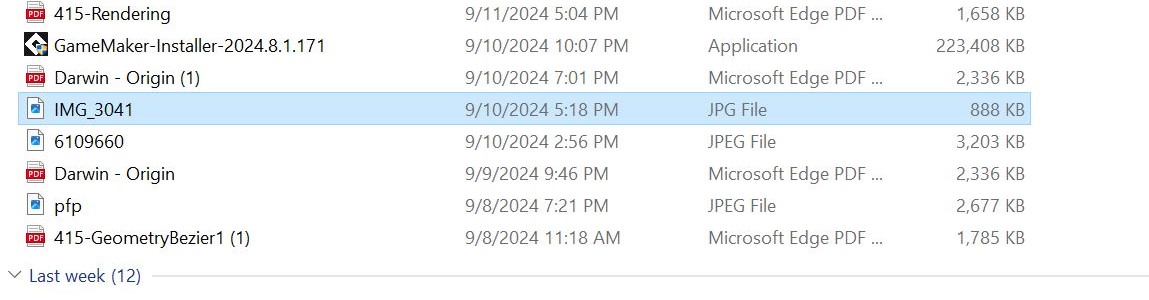 415-Rendering 9/11/2024 5:04 PM Microsoft Edge PDF ... 1,658 KB
GameMaker-Installer-2024.8.1.171 9/10/2024 10:07 PM Application 223,408 KB
PDF Darwin - Origin (1) 9/10/2024 7:01 PM Microsoft Edge PDF ... 2,336 KB
IMG_3041 9/10/2024 5:18 PM JPG File 888 KB
6109660 9/10/2024 2:56 PM JPEG File 3,203 KB
PDF Darwin - Origin 9/9/2024 9:46 PM Microsoft Edge PDF ... 2,336 KB
pfp 9/8/2024 7:21 PM JPEG File 2,677 KB
PDF 415-GeometryBezier1 (1) 9/8/2024 11:18 AM Microsoft Edge PDF ... 1,785 KB
Last week (12)